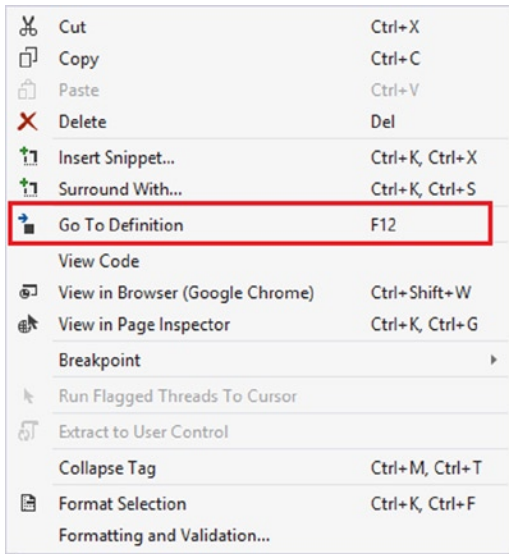 Cut Ctrl+X
Copy Ctrl+C
Paste Ctrl+V
Delete Del
Insert Snippet... Ctrl+K, Ctrl+X
Surround With... Ctrl+K, Ctrl+S
Go To Definition F12
View Code
View in Browser (Google Chrome) Ctrl+Shift+W
View in Page Inspector Ctrl+K, Ctrl+G
Breakpoint
Run Flagged Threads To Cursor
Extract to User Control
Collapse Tag Ctrl+M, Ctrl+T
Format Selection Ctrl+K, Ctrl+F
Formatting and Validation...